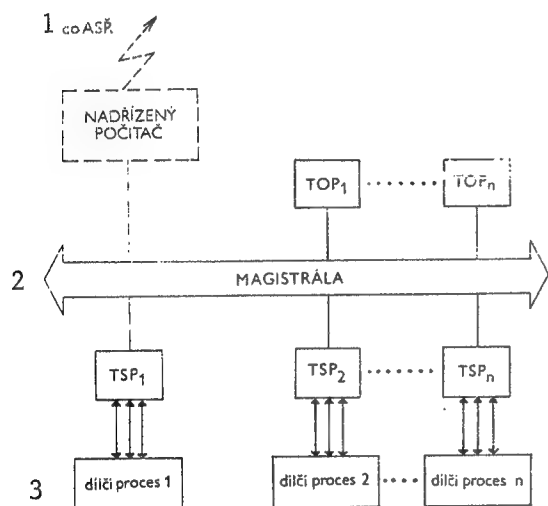 1 co ASŘ
NADŘÍZENÝ
POČITAČ
TOP1 ...... TOPn
2 MAGISTRÁLA
TSP1 TSP2 ...... TSPn
3 dílčí proces 1 dílčí proces 2 .... dílčí proces n